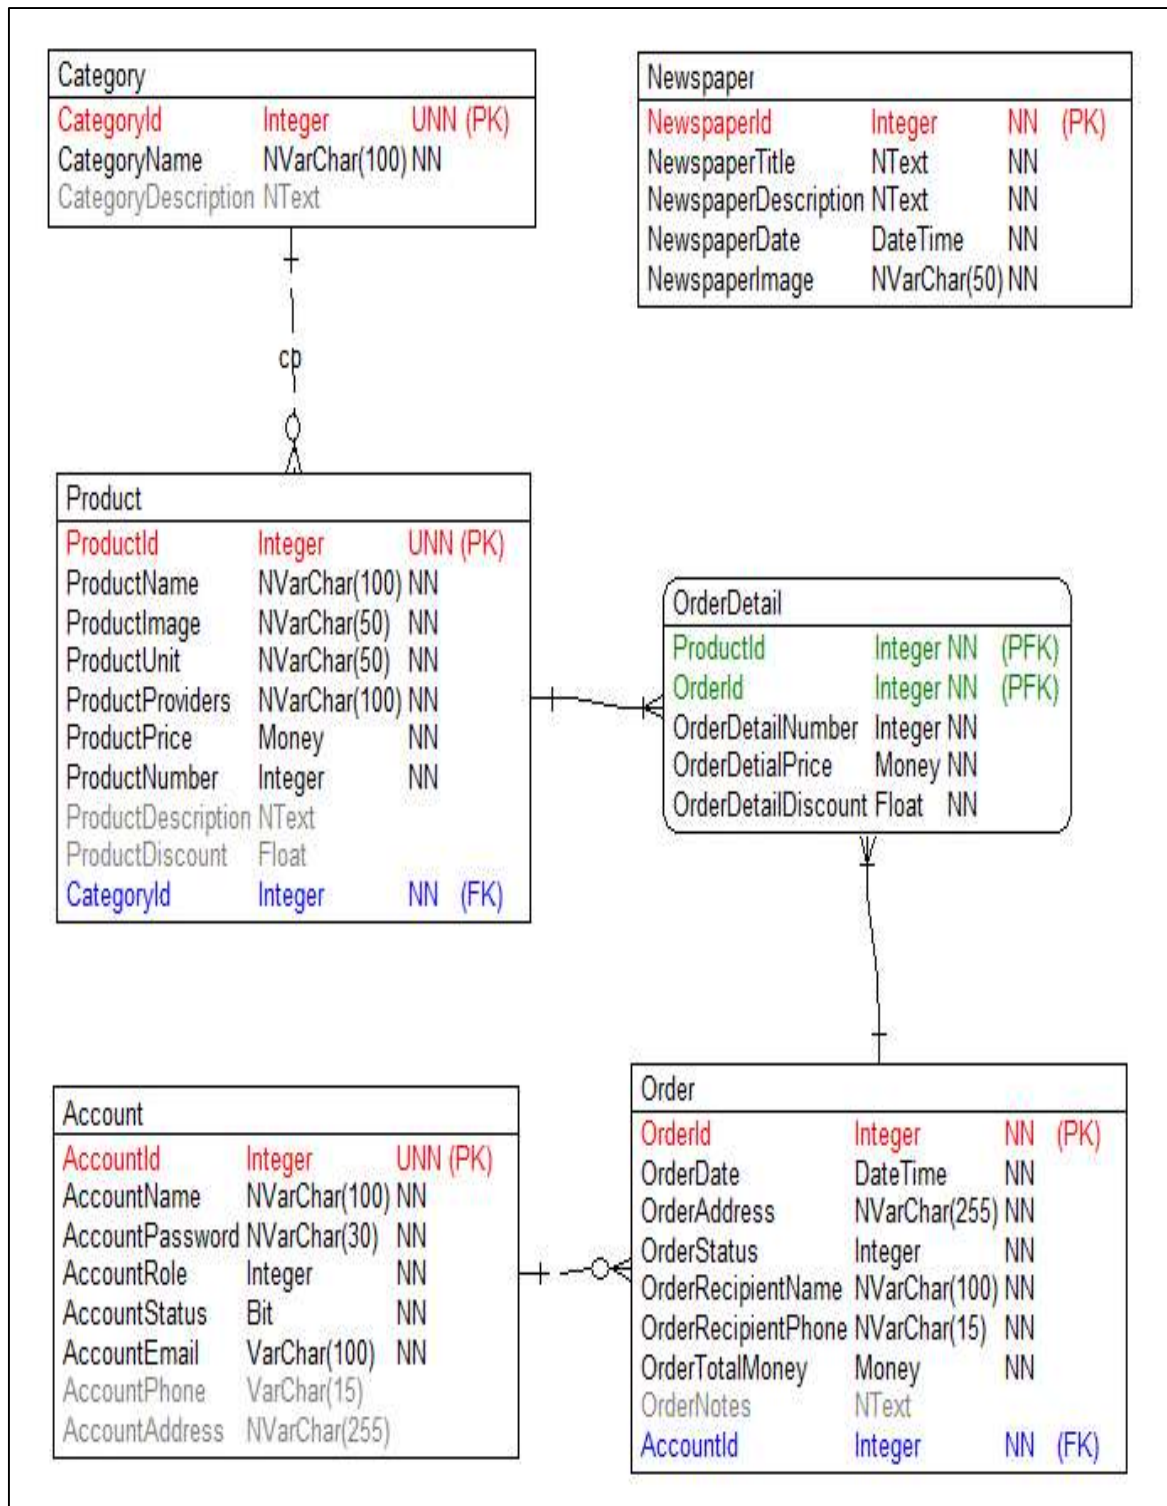 Category
CategoryId Integer UNN (PK)
CategoryName NVarChar(100) NN
CategoryDescription NText
Newspaper
NewspaperId Integer NN (PK)
NewspaperTitle NText NN
NewspaperDescription NText NN
NewspaperDate DateTime NN
NewspaperImage NVarChar(50) NN
cp
Product
ProductId Integer UNN (PK)
ProductName NVarChar(100) NN
ProductImage NVarChar(50) NN
ProductUnit NVarChar(50) NN
ProductProviders NVarChar(100) NN
ProductPrice Money NN
ProductNumber Integer NN
ProductDescription NText
ProductDiscount Float
CategoryId Integer NN (FK)
OrderDetail
ProductId Integer NN (PFK)
OrderId Integer NN (PFK)
OrderDetailNumber Integer NN
OrderDetialPrice Money NN
OrderDetailDiscount Float NN
Account
AccountId Integer UNN (PK)
AccountName NVarChar(100) NN
AccountPassword NVarChar(30) NN
AccountRole Integer NN
AccountStatus Bit NN
AccountEmail VarChar(100) NN
AccountPhone VarChar(15)
AccountAddress NVarChar(255)
Order
OrderId Integer NN (PK)
OrderDate DateTime NN
OrderAddress NVarChar(255) NN
OrderStatus Integer NN
OrderRecipientName NVarChar(100) NN
OrderRecipientPhone NVarChar(15) NN
OrderTotalMoney Money NN
OrderNotes NText
AccountId Integer NN (FK)